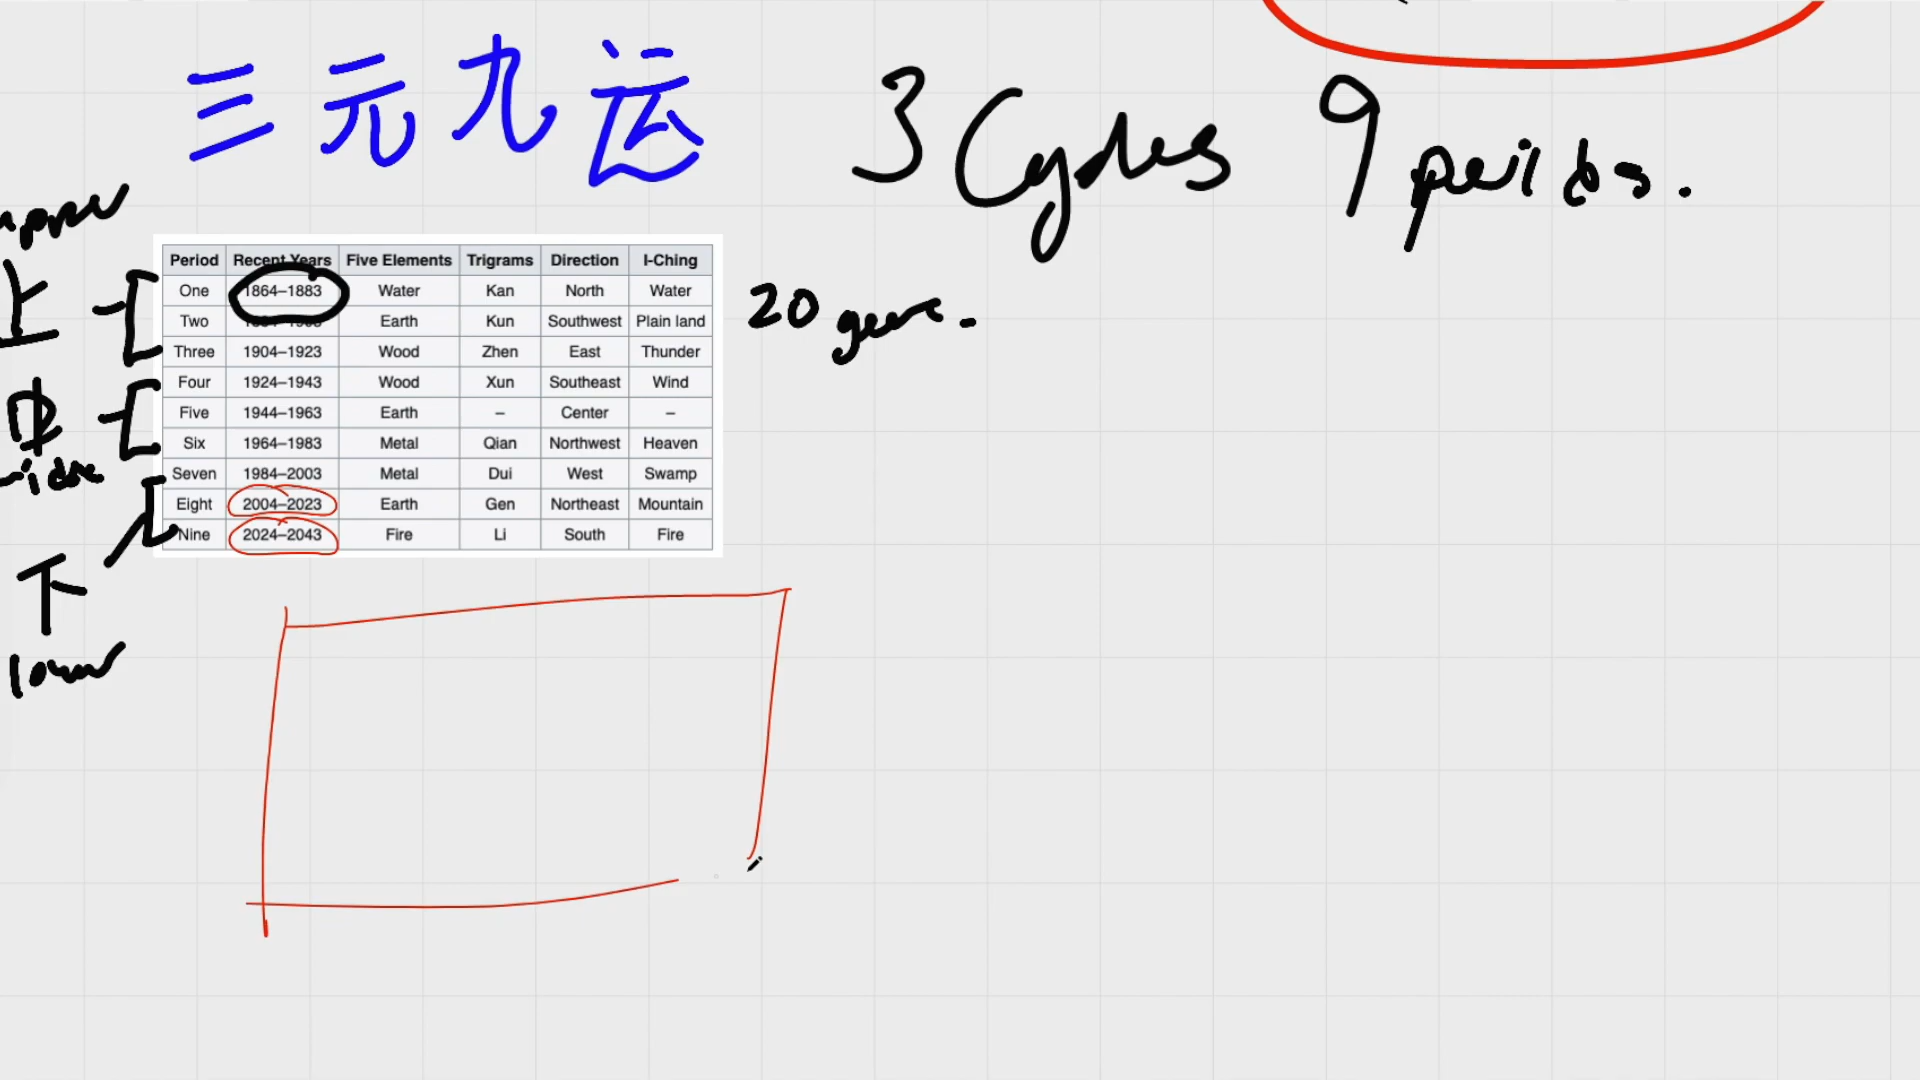 三元九运 3 Cycles 9 periods.
upper
上
中
middle
下
lower
Period Recent Years Five Elements Trigrams Direction I-Ching
One 1864–1883 Water Kan North Water
Two 1884–1903 Earth Kun Southwest Plain land
Three 1904–1923 Wood Zhen East Thunder
Four 1924–1943 Wood Xun Southeast Wind
Five 1944–1963 Earth – Center –
Six 1964–1983 Metal Qian Northwest Heaven
Seven 1984–2003 Metal Dui West Swamp
Eight 2004–2023 Earth Gen Northeast Mountain
Nine 2024–2043 Fire Li South Fire
20 years.